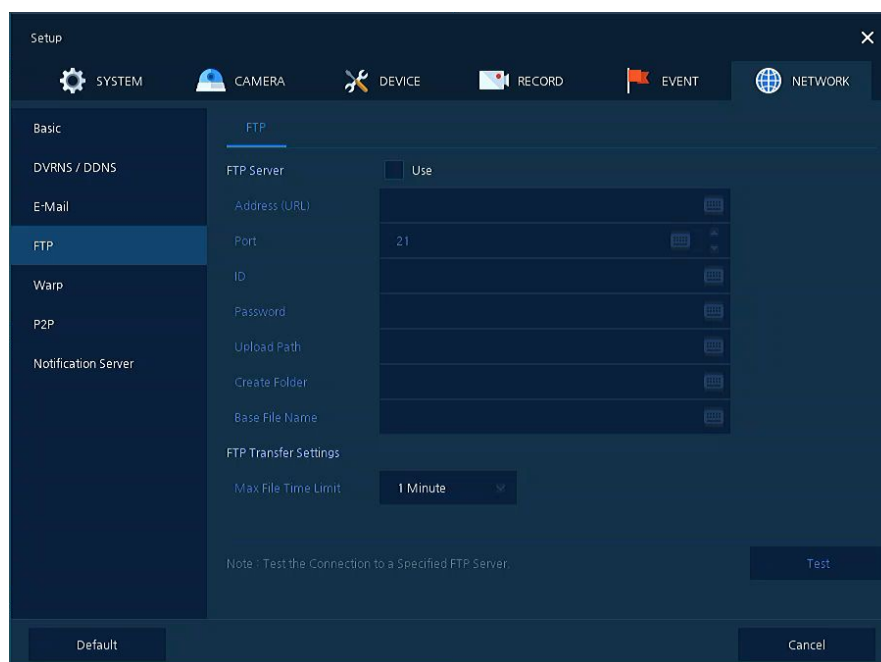 Setup
SYSTEM CAMERA DEVICE RECORD EVENT NETWORK
Basic
DVRNS / DDNS
E-Mail
FTP
Warp
P2P
Notification Server
FTP
FTP Server Use
Address (URL)
Port 21
ID
Password
Upload Path
Create Folder
Base File Name
FTP Transfer Settings
Max File Time Limit 1 Minute
Note : Test the Connection to a Specified FTP Server. Test
Default Cancel